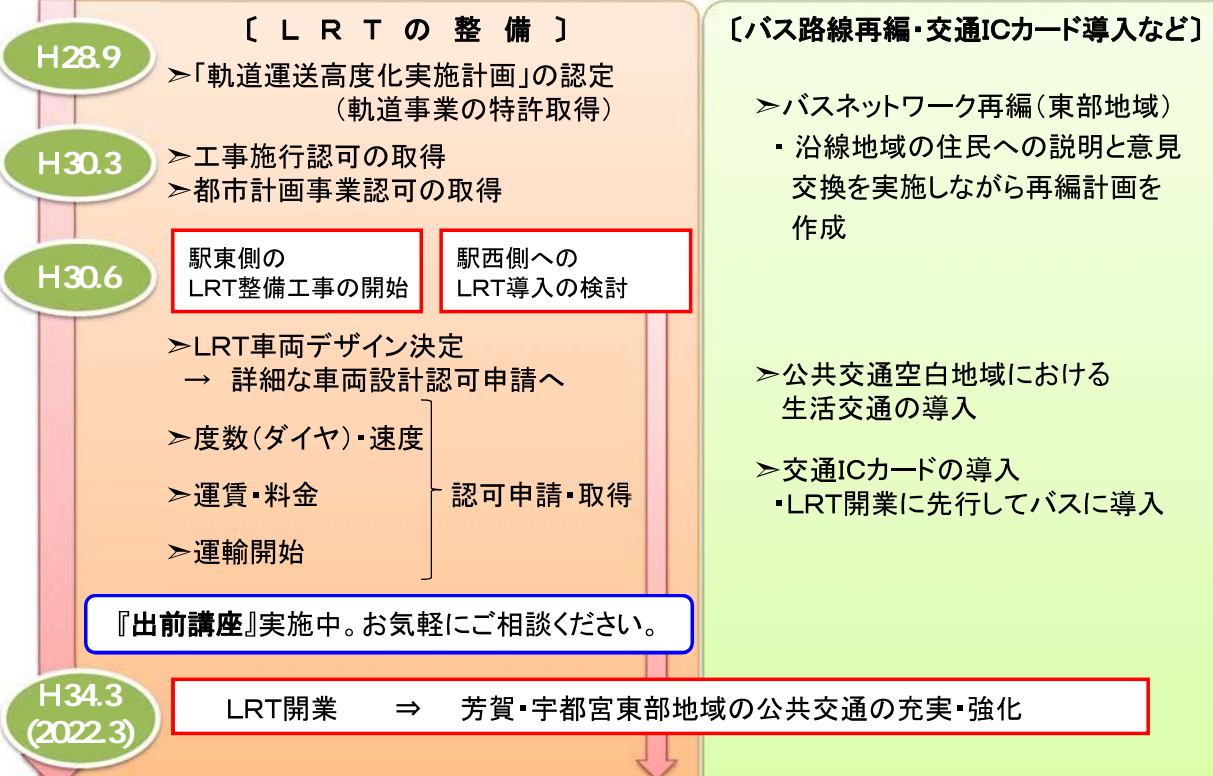 〔 ＬＲＴの整備 〕
H28.9
➣「軌道運送高度化実施計画」の認定
（軌道事業の特許取得）
H30.3
➣工事施行認可の取得
➣都市計画事業認可の取得
H30.6
駅東側の
LRT整備工事の開始
駅西側への
LRT導入の検討
➣LRT車両デザイン決定
→ 詳細な車両設計認可申請へ
➣度数（ダイヤ）・速度
➣運賃・料金
認可申請・取得
➣運輸開始
『出前講座』実施中。お気軽にご相談ください。
〔バス路線再編・交通ICカード導入など〕
➣バスネットワーク再編（東部地域）
・沿線地域の住民への説明と意見
交換を実施しながら再編計画を
作成
➣公共交通空白地域における
生活交通の導入
➣交通ICカードの導入
・LRT開業に先行してバスに導入
H34.3
(2022.3)
LRT開業 ⇒ 芳賀・宇都宮東部地域の公共交通の充実・強化